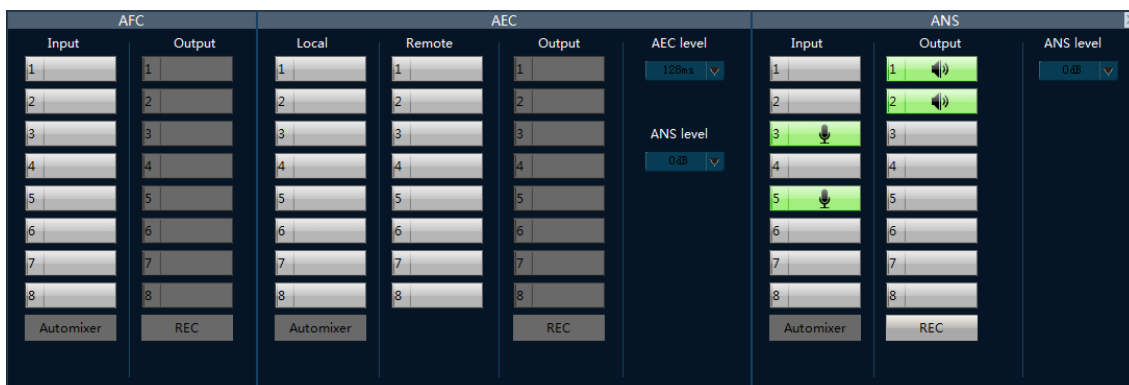 AFC AEC ANS
Input Output Local Remote Output AEC level Input Output ANS level
1 1 1 1 1 128ms 1 1 0dB
2 2 2 2 2 2 2
3 3 3 3 3 ANS level 3 3
4 4 4 4 4 0dB 4 4
5 5 5 5 5 5 5
6 6 6 6 6 6 6
7 7 7 7 7 7 7
8 8 8 8 8 8 8
Automixer REC Automixer REC Automixer REC